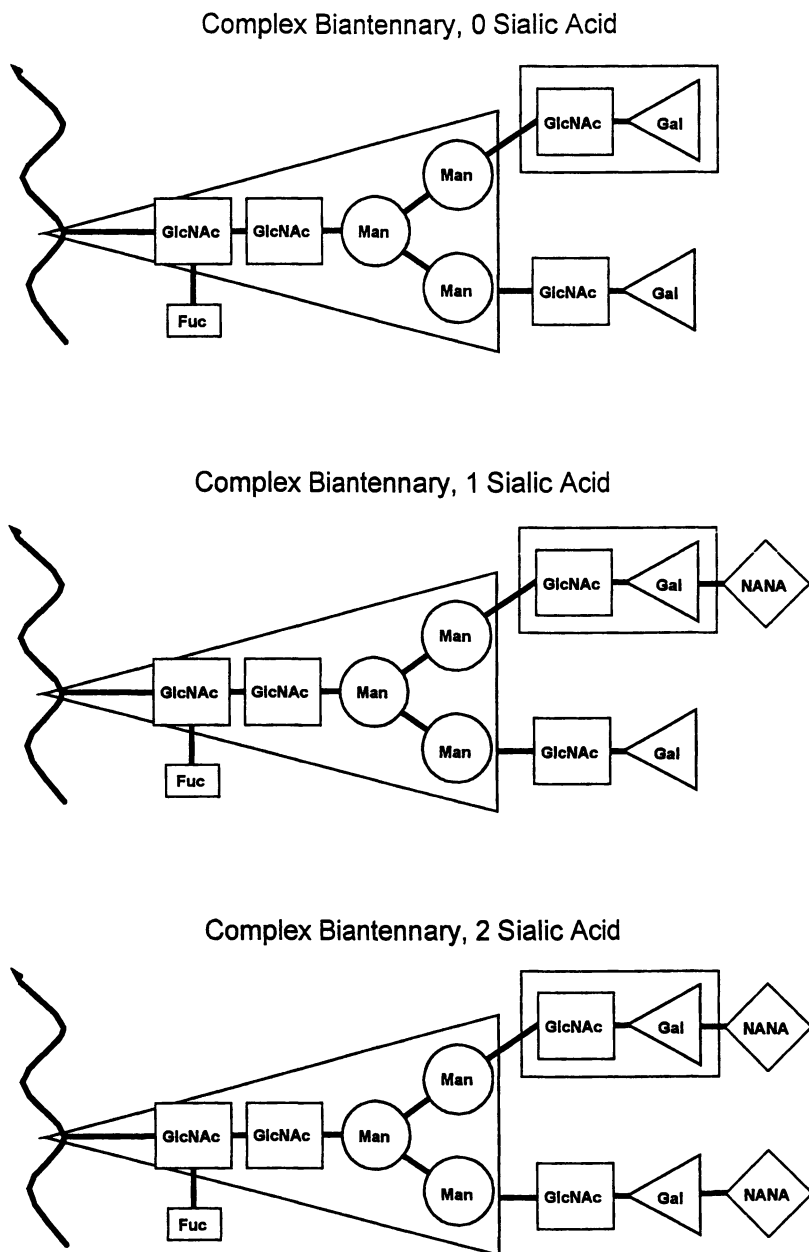 Complex Biantennary, 0 Sialic Acid
GlcNAc Gal
Man
GlcNAc GlcNAc Man
Man GlcNAc Gal
Fuc
Complex Biantennary, 1 Sialic Acid
GlcNAc Gal NANA
Man
GlcNAc GlcNAc Man
Man GlcNAc Gal
Fuc
Complex Biantennary, 2 Sialic Acid
GlcNAc Gal NANA
Man
GlcNAc GlcNAc Man
Man GlcNAc Gal NANA
Fuc